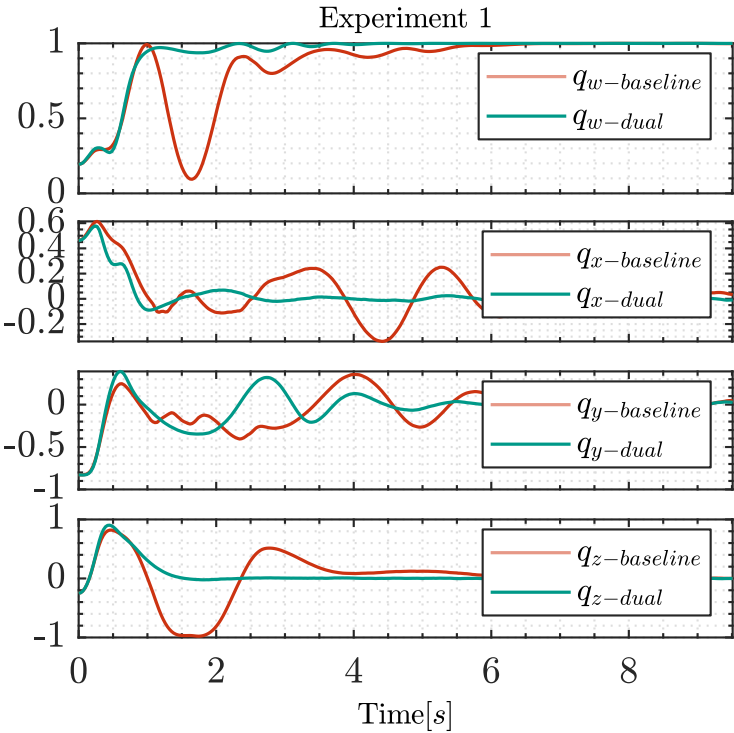 Experiment 1
1
0.5
0
q_{w-baseline}
q_{w-dual}
0.6
0.4
0.2
0
-0.2
q_{x-baseline}
q_{x-dual}
0
-0.5
-1
q_{y-baseline}
q_{y-dual}
1
0
-1
q_{z-baseline}
q_{z-dual}
0 2 4 6 8
Time[s]